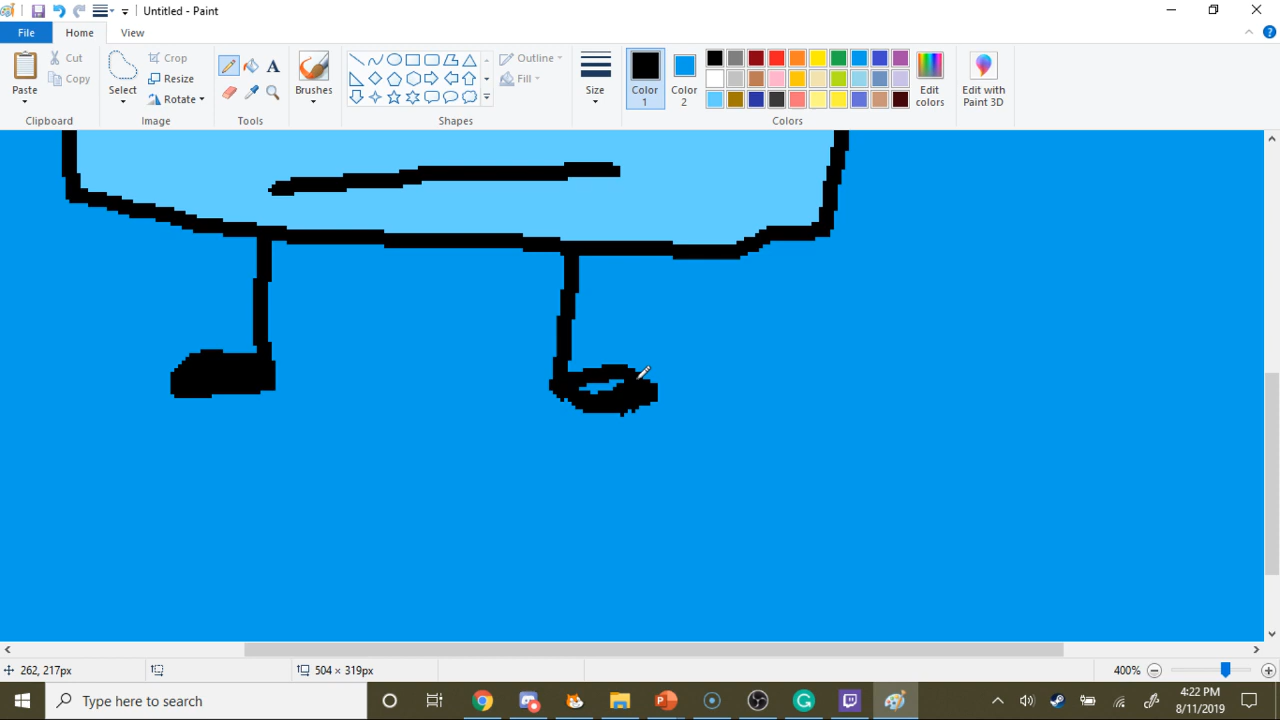 Untitled - Paint
File
Home
View
Paste
Cut
Copy
Clipboard
Select
Crop
Resize
Rotate
Image
A
Tools
Brushes
Outline
Fill
Shapes
Size
Color 1
Color 2
Edit colors
Colors
Edit with Paint 3D
262, 217px
504 × 319px
400%
Type here to search
4:22 PM
8/11/2019